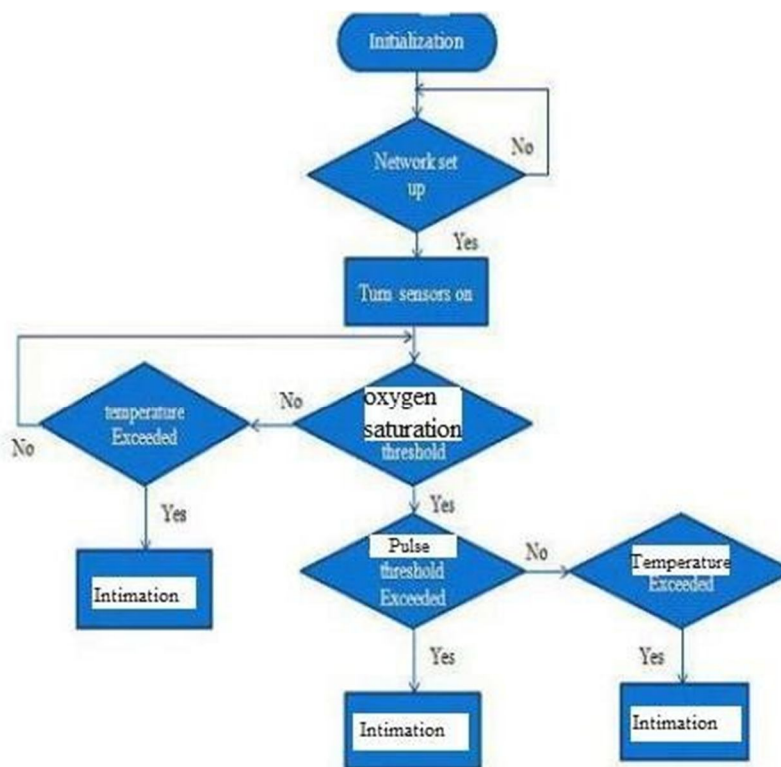 Initialization
No
Network set
up
Yes
Turn sensors on
No
oxygen
saturation
threshold
temperature
Exceeded
No
Yes
Yes
Pulse
threshold
Exceeded
No
Temperature
Exceeded
Intimation
Yes
Yes
Intimation
Intimation